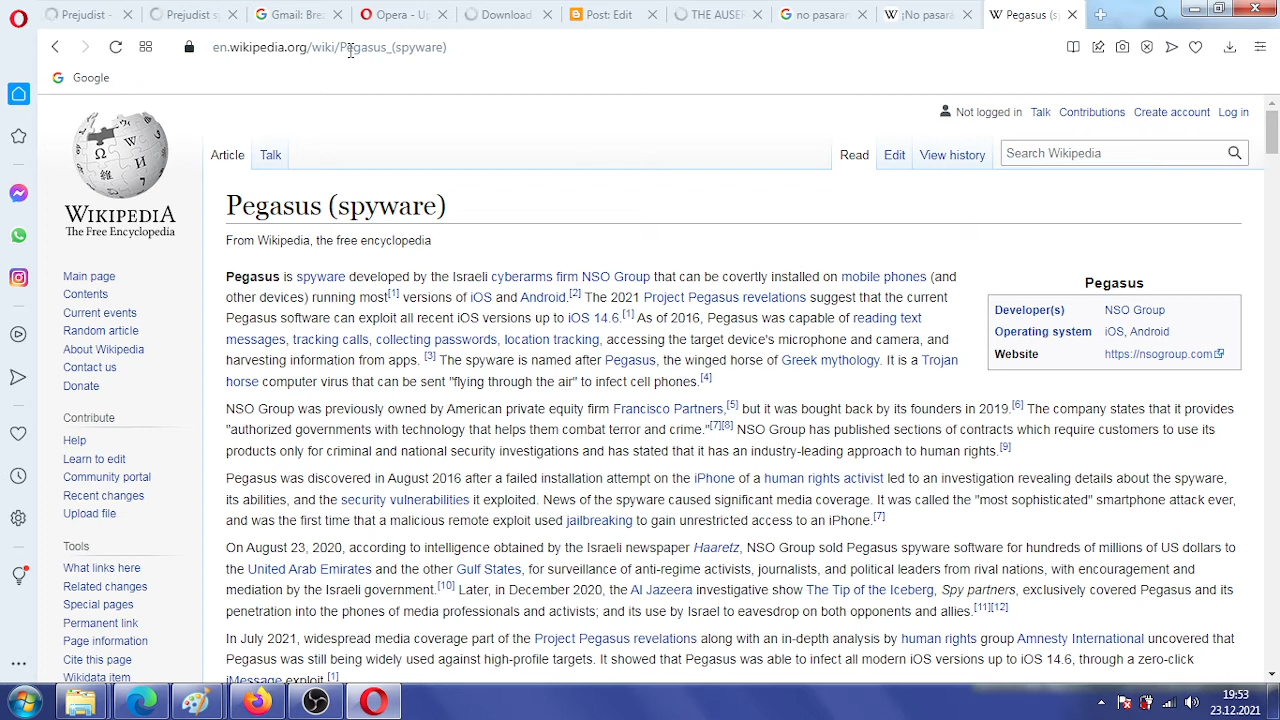 Prejudist -
Prejudist sp
Gmail: Brez
Opera - Up
Download
Post: Edit
THE AUSER
no pasaran
¡No pasará
Pegasus (s
en.wikipedia.org/wiki/Pegasus_(spyware)
Google
Not logged in Talk Contributions Create account Log in
Article Talk Read Edit View history Search Wikipedia
WIKIPEDIA
The Free Encyclopedia
Main page
Contents
Current events
Random article
About Wikipedia
Contact us
Donate
Contribute
Help
Learn to edit
Community portal
Recent changes
Upload file
Tools
What links here
Related changes
Special pages
Permanent link
Page information
Cite this page
Wikidata item
Pegasus (spyware)
From Wikipedia, the free encyclopedia
Pegasus is spyware developed by the Israeli cyberarms firm NSO Group that can be covertly installed on mobile phones (and
other devices) running most[1] versions of iOS and Android.[2] The 2021 Project Pegasus revelations suggest that the current
Pegasus software can exploit all recent iOS versions up to iOS 14.6.[1] As of 2016, Pegasus was capable of reading text
messages, tracking calls, collecting passwords, location tracking, accessing the target device's microphone and camera, and
harvesting information from apps. [3] The spyware is named after Pegasus, the winged horse of Greek mythology. It is a Trojan
horse computer virus that can be sent "flying through the air" to infect cell phones.[4]
Pegasus
Developer(s) NSO Group
Operating system iOS, Android
Website https://nsogroup.com
NSO Group was previously owned by American private equity firm Francisco Partners,[5] but it was bought back by its founders in 2019.[6] The company states that it provides
"authorized governments with technology that helps them combat terror and crime."[7][8] NSO Group has published sections of contracts which require customers to use its
products only for criminal and national security investigations and has stated that it has an industry-leading approach to human rights.[9]
Pegasus was discovered in August 2016 after a failed installation attempt on the iPhone of a human rights activist led to an investigation revealing details about the spyware,
its abilities, and the security vulnerabilities it exploited. News of the spyware caused significant media coverage. It was called the "most sophisticated" smartphone attack ever,
and was the first time that a malicious remote exploit used jailbreaking to gain unrestricted access to an iPhone.[7]
On August 23, 2020, according to intelligence obtained by the Israeli newspaper Haaretz, NSO Group sold Pegasus spyware software for hundreds of millions of US dollars to
the United Arab Emirates and the other Gulf States, for surveillance of anti-regime activists, journalists, and political leaders from rival nations, with encouragement and
mediation by the Israeli government.[10] Later, in December 2020, the Al Jazeera investigative show The Tip of the Iceberg, Spy partners, exclusively covered Pegasus and its
penetration into the phones of media professionals and activists; and its use by Israel to eavesdrop on both opponents and allies.[11][12]
In July 2021, widespread media coverage part of the Project Pegasus revelations along with an in-depth analysis by human rights group Amnesty International uncovered that
Pegasus was still being widely used against high-profile targets. It showed that Pegasus was able to infect all modern iOS versions up to iOS 14.6, through a zero-click
iMessage exploit.[1]
19:53
23.12.2021